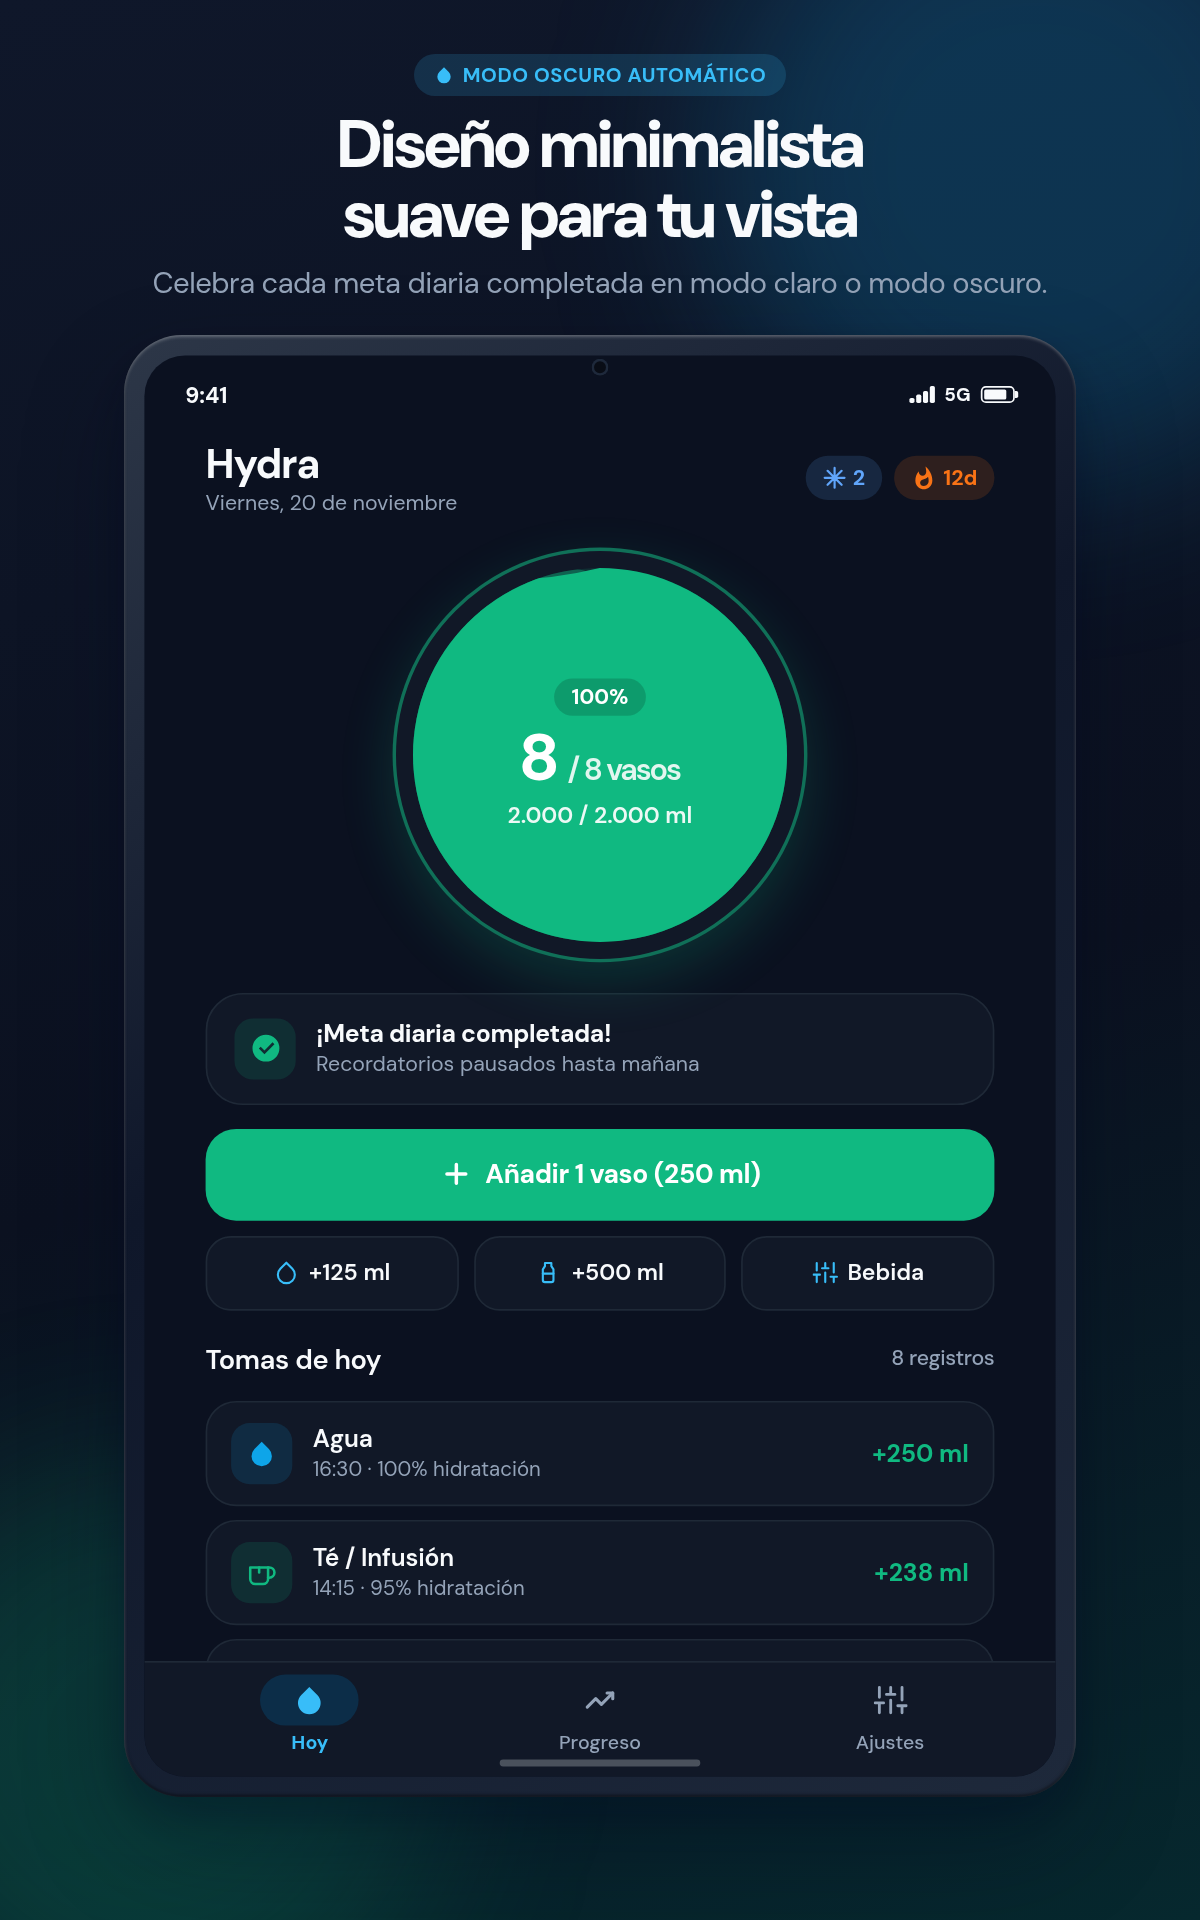 MODO OSCURO AUTOMÁTICO
Diseño minimalista
suave para tu vista
Celebra cada meta diaria completada en modo claro o modo oscuro.
9:41
5G
Hydra
Viernes, 20 de noviembre
2
12d
100%
8 / 8 vasos
2.000 / 2.000 ml
¡Meta diaria completada!
Recordatorios pausados hasta mañana
Añadir 1 vaso (250 ml)
+125 ml
+500 ml
Bebida
Tomas de hoy
8 registros
Agua
16:30 · 100% hidratación
+250 ml
Té / Infusión
14:15 · 95% hidratación
+238 ml
Hoy
Progreso
Ajustes